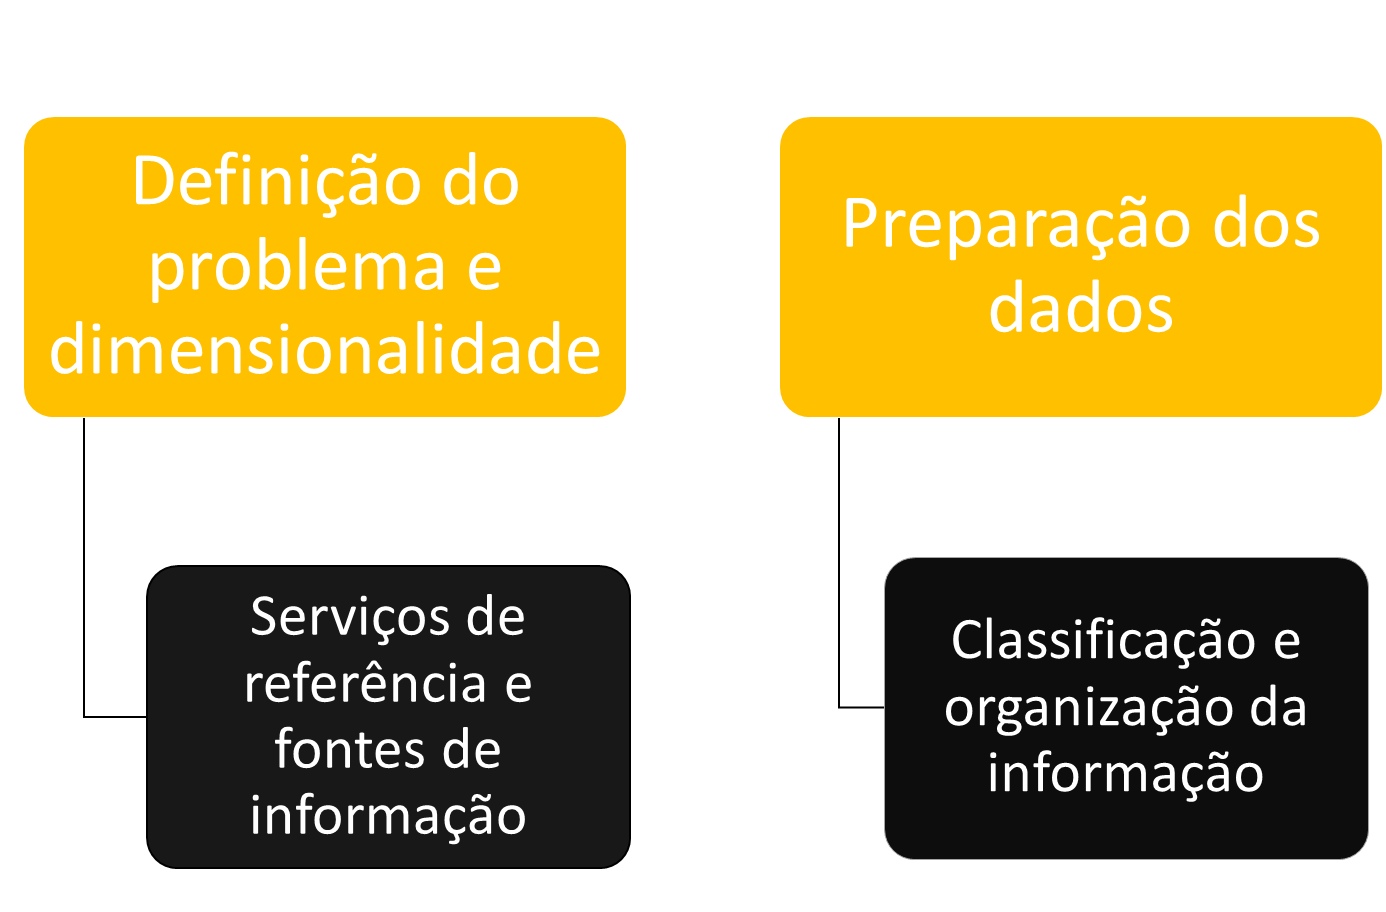 Definição do
problema e
dimensionalidade
Serviços de
referência e
fontes de
informação
Preparação dos
dados
Classificação e
organização da
informação